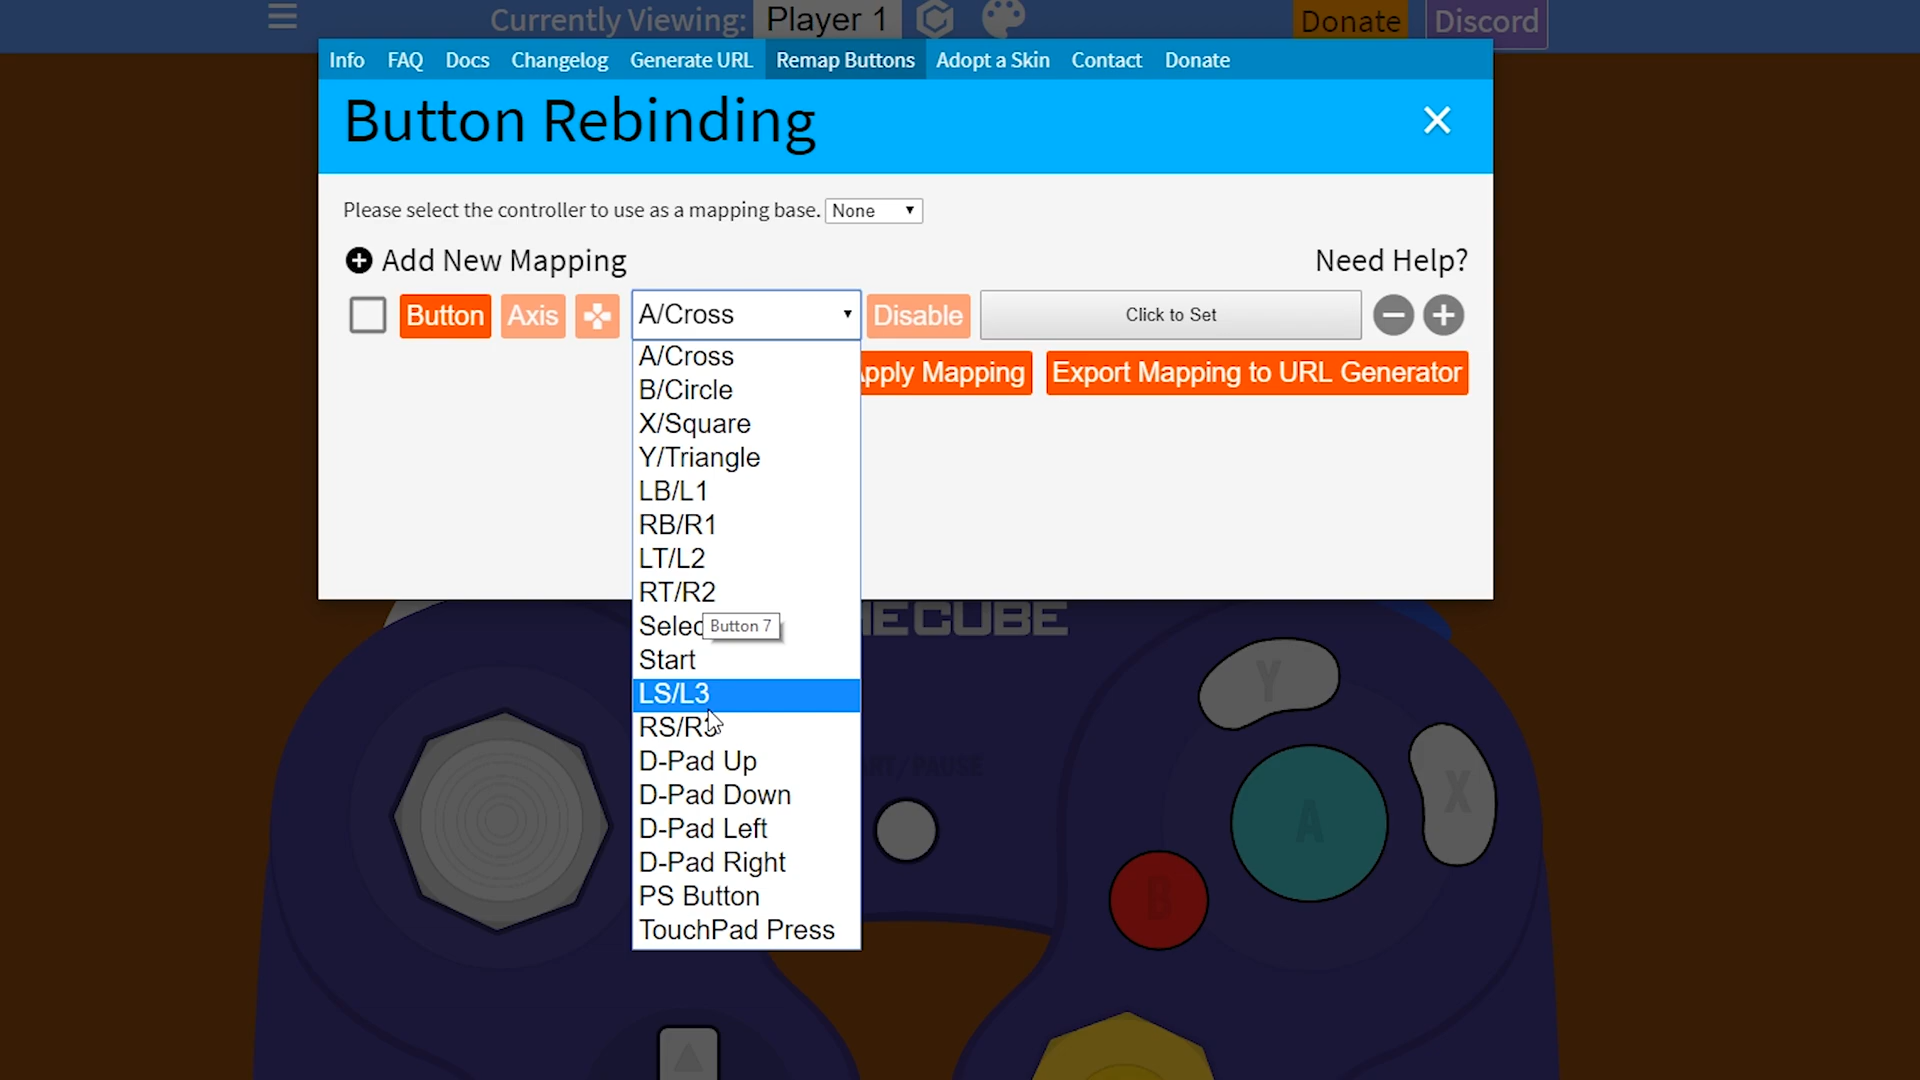 Currently Viewing: Player 1
Donate
Discord
Info FAQ Docs Changelog Generate URL Remap Buttons Adopt a Skin Contact Donate
Button Rebinding
Please select the controller to use as a mapping base. None
Add New Mapping
Need Help?
Button Axis A/Cross Disable Click to Set
A/Cross
Apply Mapping Export Mapping to URL Generator
B/Circle
X/Square
Y/Triangle
LB/L1
RB/R1
LT/L2
RT/R2
Button 7
Start
LS/L3
D-Pad Up
D-Pad Down
D-Pad Left
D-Pad Right
PS Button
TouchPad Press
Y
X
A
B